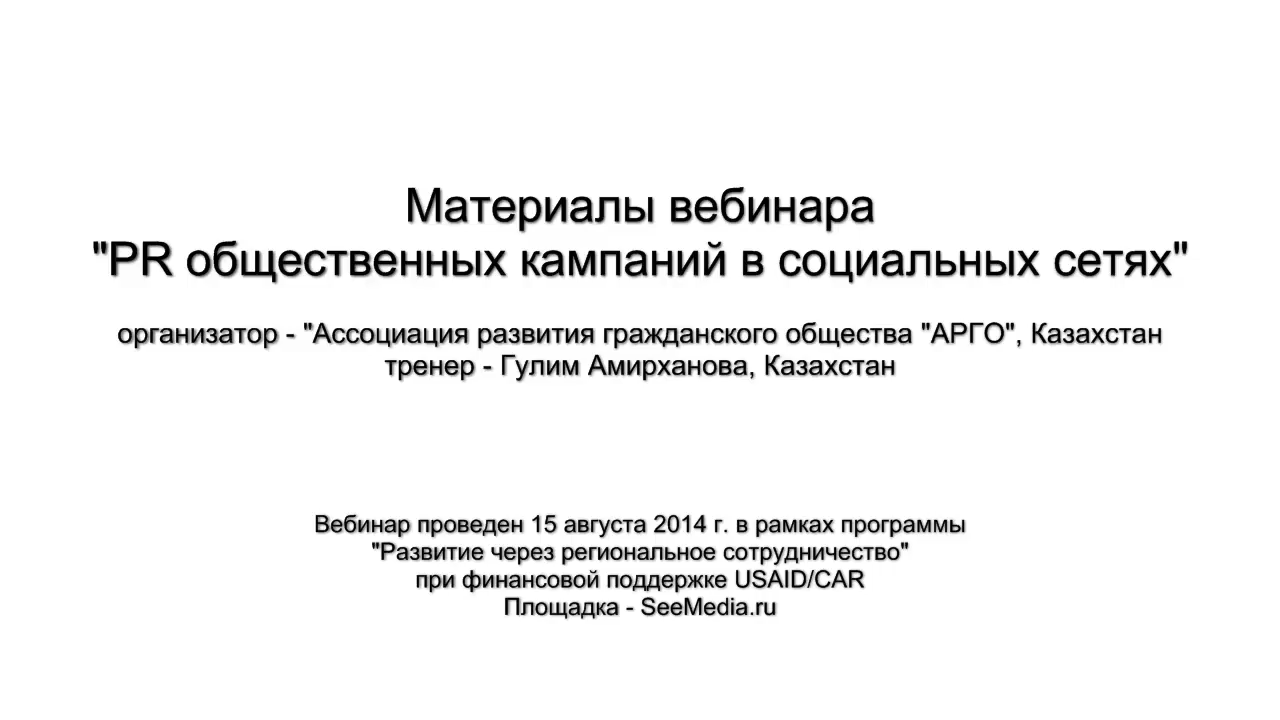 Материалы вебинара
"PR общественных кампаний в социальных сетях"
организатор - "Ассоциация развития гражданского общества "АРГО", Казахстан
тренер - Гулим Амирханова, Казахстан
Вебинар проведен 15 августа 2014 г. в рамках программы
"Развитие через региональное сотрудничество"
при финансовой поддержке USAID/CAR
Площадка - SeeMedia.ru